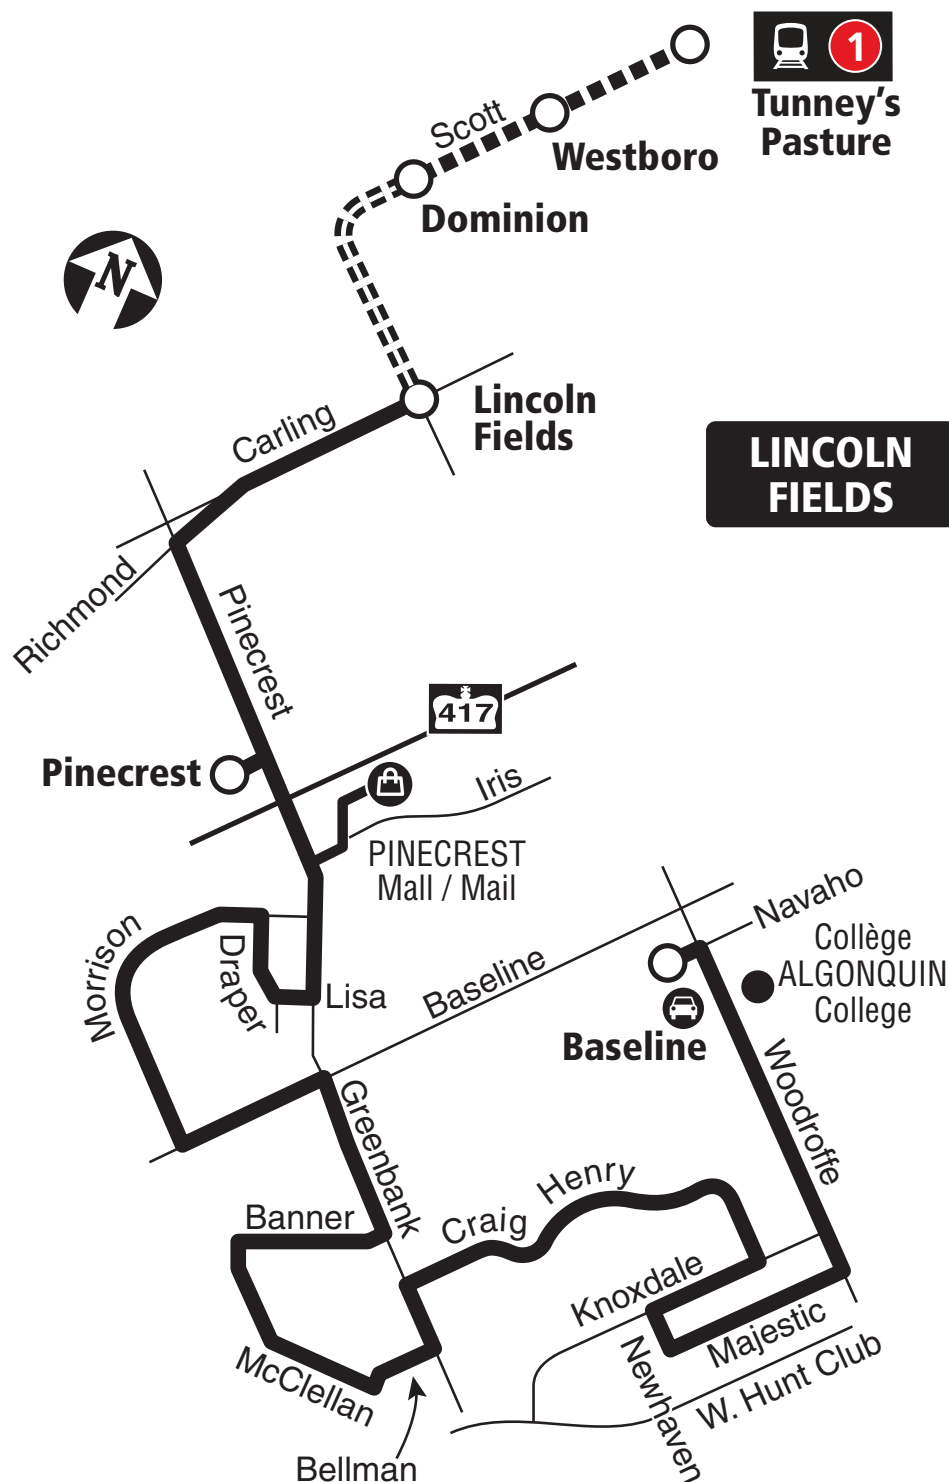 1
Tunney's
Pasture
Scott
Westboro
Dominion
N
Lincoln
Fields
Carling
LINCOLN
FIELDS
Richmond
Pinecrest
417
Pinecrest
Iris
PINECREST
Mall / Mail
Navaho
Morrison
Draper
Collège
ALGONQUIN
College
Lisa
Baseline
Baseline
Woodroffe
Greenbank
Henry
Banner
Craig
Knoxdale
Majestic
McClellan
Newhaven
W. Hunt Club
Bellman